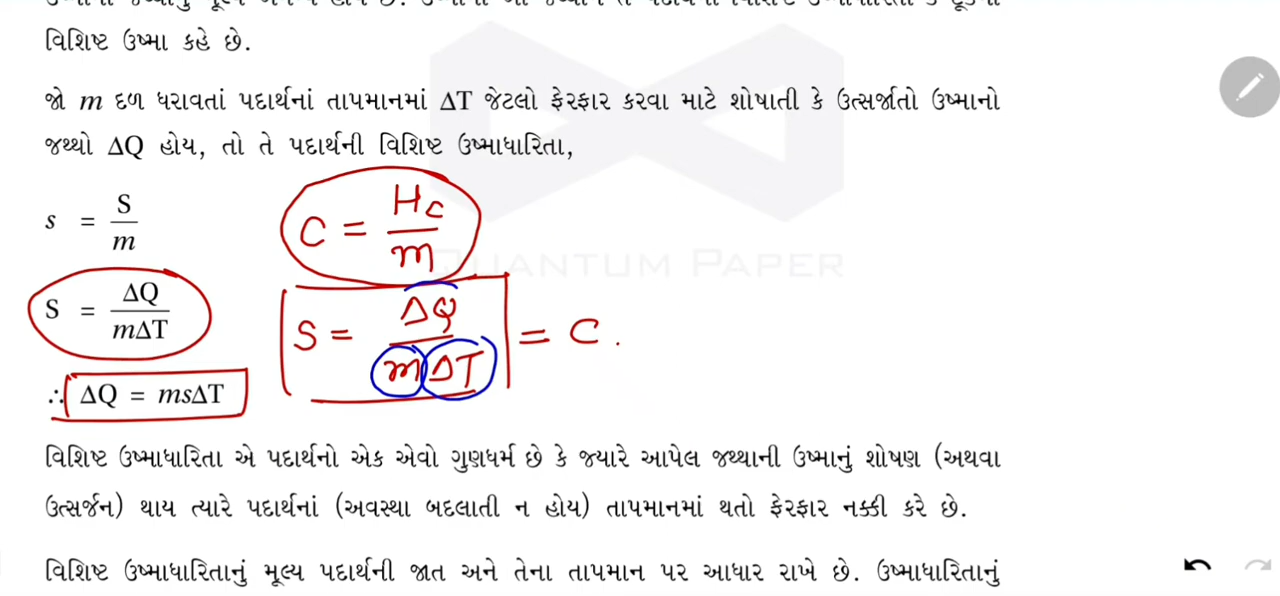 વિશિષ્ટ ઉષ્મા કહે છે.
જો m દળ ધરાવતાં પદાર્થનાં તાપમાનમાં ΔT જેટલો ફેરફાર કરવા માટે શોષાતી કે ઉત્સર્જાતો ઉષ્માનો
જથ્થો ΔQ હોય, તો તે પદાર્થની વિશિષ્ટ ઉષ્માધારિતા,
s = S/m
C = Hc/m
QUANTUM PAPER
S = ΔQ/mΔT
S = ΔQ/mΔT = C.
∴ ΔQ = msΔT
વિશિષ્ટ ઉષ્માધારિતા એ પદાર્થનો એક એવો ગુણધર્મ છે કે જ્યારે આપેલ જથ્થાની ઉષ્માનું શોષણ (અથવા
ઉત્સર્જન) થાય ત્યારે પદાર્થનાં (અવસ્થા બદલાતી ન હોય) તાપમાનમાં થતો ફેરફાર નક્કી કરે છે.
વિશિષ્ટ ઉષ્માધારિતાનું મૂલ્ય પદાર્થની જાત અને તેના તાપમાન પર આધાર રાખે છે. ઉષ્માધારિતાનું